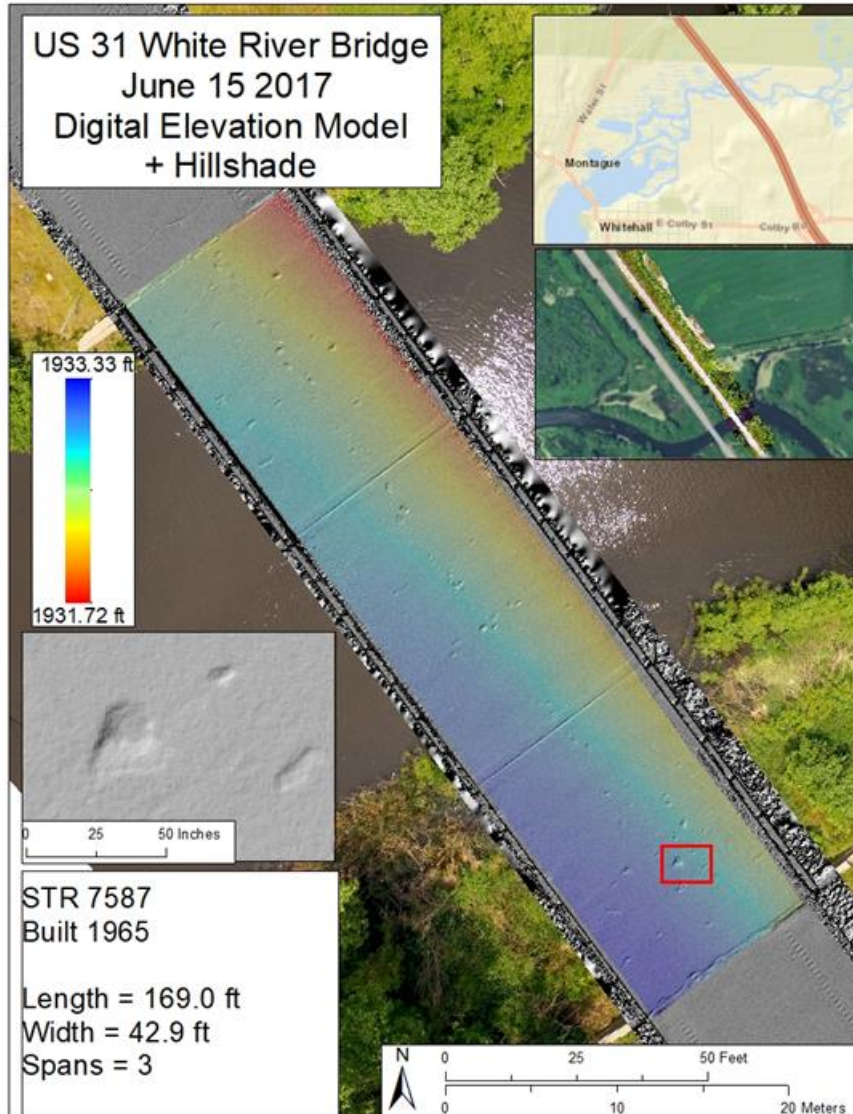 US 31 White River Bridge
June 15 2017
Digital Elevation Model
+ Hillshade
Water St
Montague
Whitehall
E Colby St
Colby Rd
1933.33 ft
1931.72 ft
0 25 50 Inches
STR 7587
Built 1965
Length = 169.0 ft
Width = 42.9 ft
Spans = 3
N
0 25 50 Feet
0 10 20 Meters